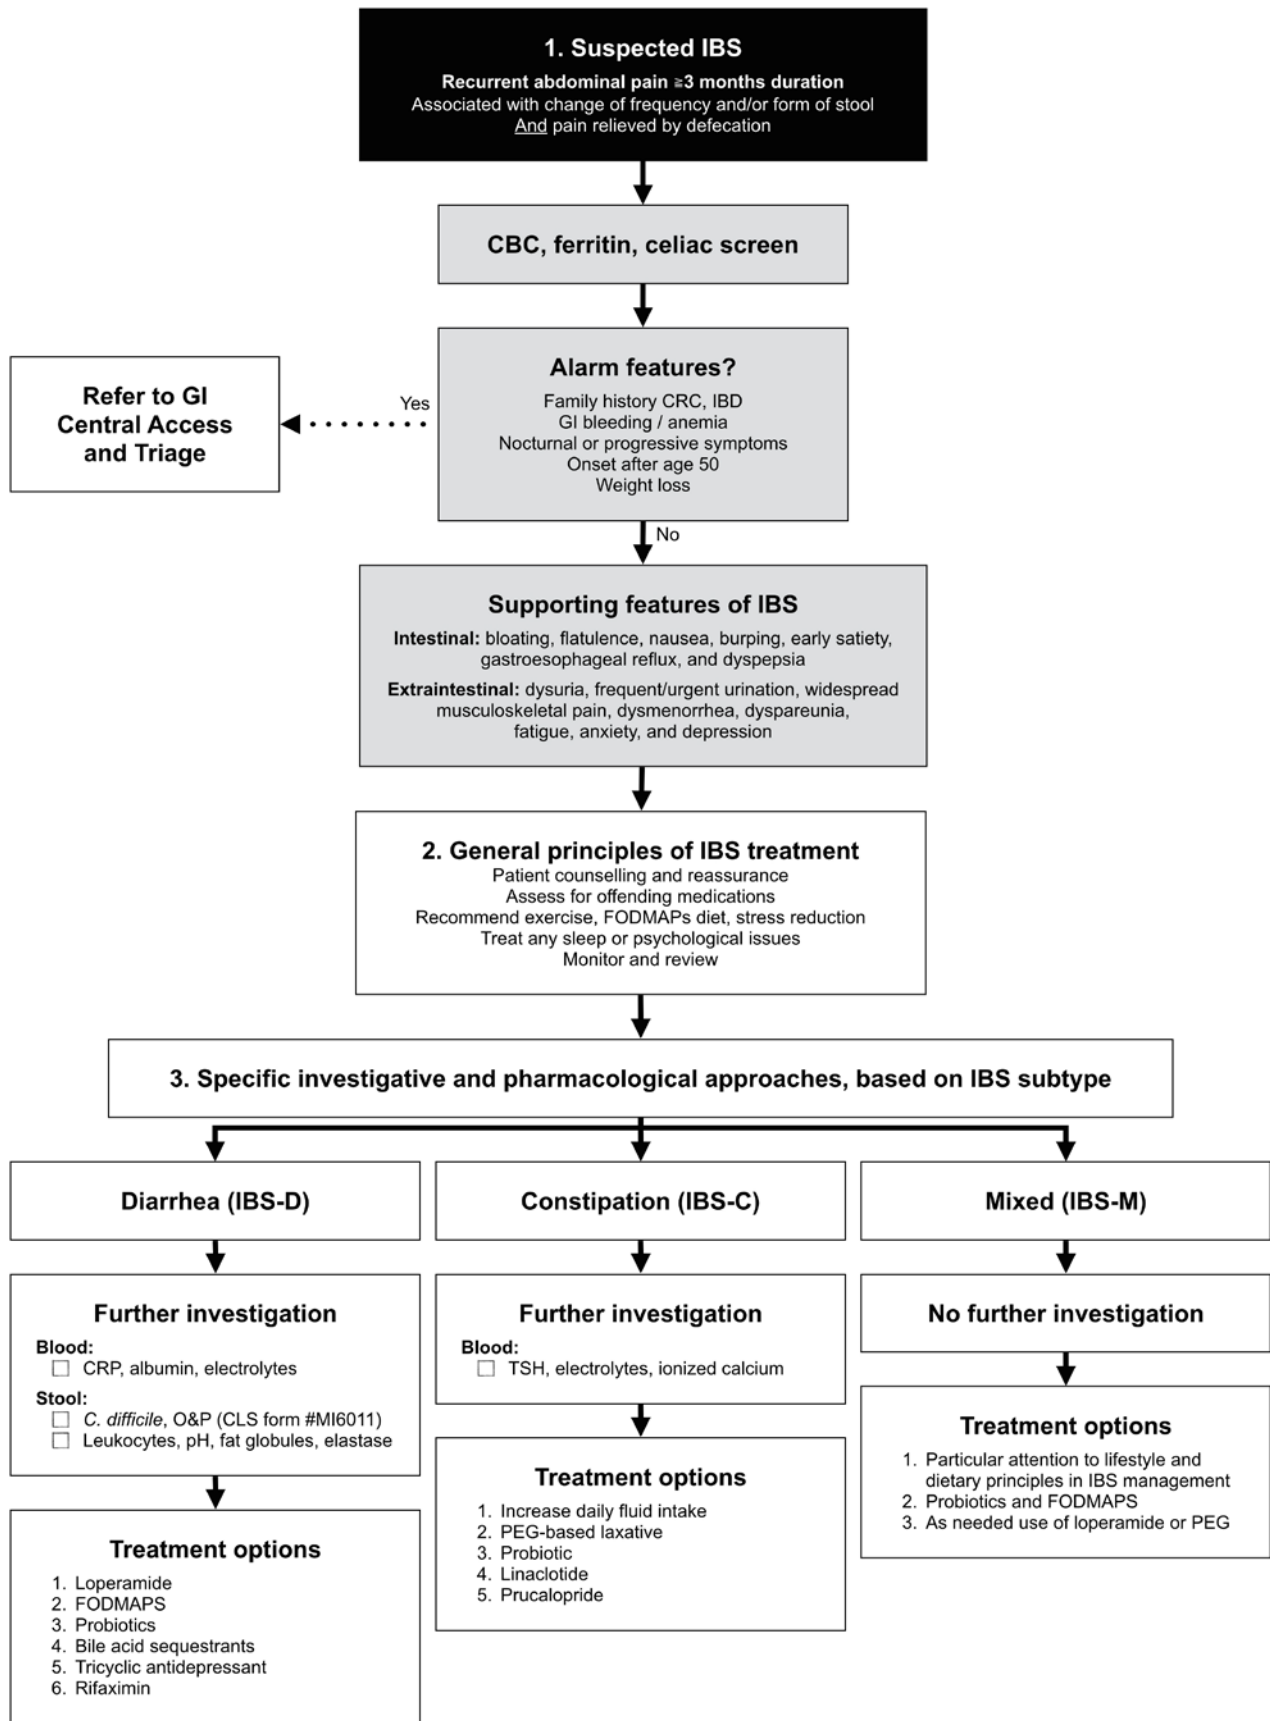 1. Suspected IBS
Recurrent abdominal pain ≥3 months duration
Associated with change of frequency and/or form of stool
And pain relieved by defecation
CBC, ferritin, celiac screen
Alarm features?
Family history CRC, IBD
GI bleeding / anemia
Nocturnal or progressive symptoms
Onset after age 50
Weight loss
Yes
Refer to GI
Central Access
and Triage
No
Supporting features of IBS
Intestinal: bloating, flatulence, nausea, burping, early satiety,
gastroesophageal reflux, and dyspepsia
Extraintestinal: dysuria, frequent/urgent urination, widespread
musculoskeletal pain, dysmenorrhea, dyspareunia,
fatigue, anxiety, and depression
2. General principles of IBS treatment
Patient counselling and reassurance
Assess for offending medications
Recommend exercise, FODMAPs diet, stress reduction
Treat any sleep or psychological issues
Monitor and review
3. Specific investigative and pharmacological approaches, based on IBS subtype
Diarrhea (IBS-D)
Further investigation
Blood:
CRP, albumin, electrolytes
Stool:
C. difficile, O&P (CLS form #MI6011)
Leukocytes, pH, fat globules, elastase
Treatment options
1. Loperamide
2. FODMAPS
3. Probiotics
4. Bile acid sequestrants
5. Tricyclic antidepressant
6. Rifaximin
Constipation (IBS-C)
Further investigation
Blood:
TSH, electrolytes, ionized calcium
Treatment options
1. Increase daily fluid intake
2. PEG-based laxative
3. Probiotic
4. Linaclotide
5. Prucalopride
Mixed (IBS-M)
No further investigation
Treatment options
1. Particular attention to lifestyle and
dietary principles in IBS management
2. Probiotics and FODMAPS
3. As needed use of loperamide or PEG